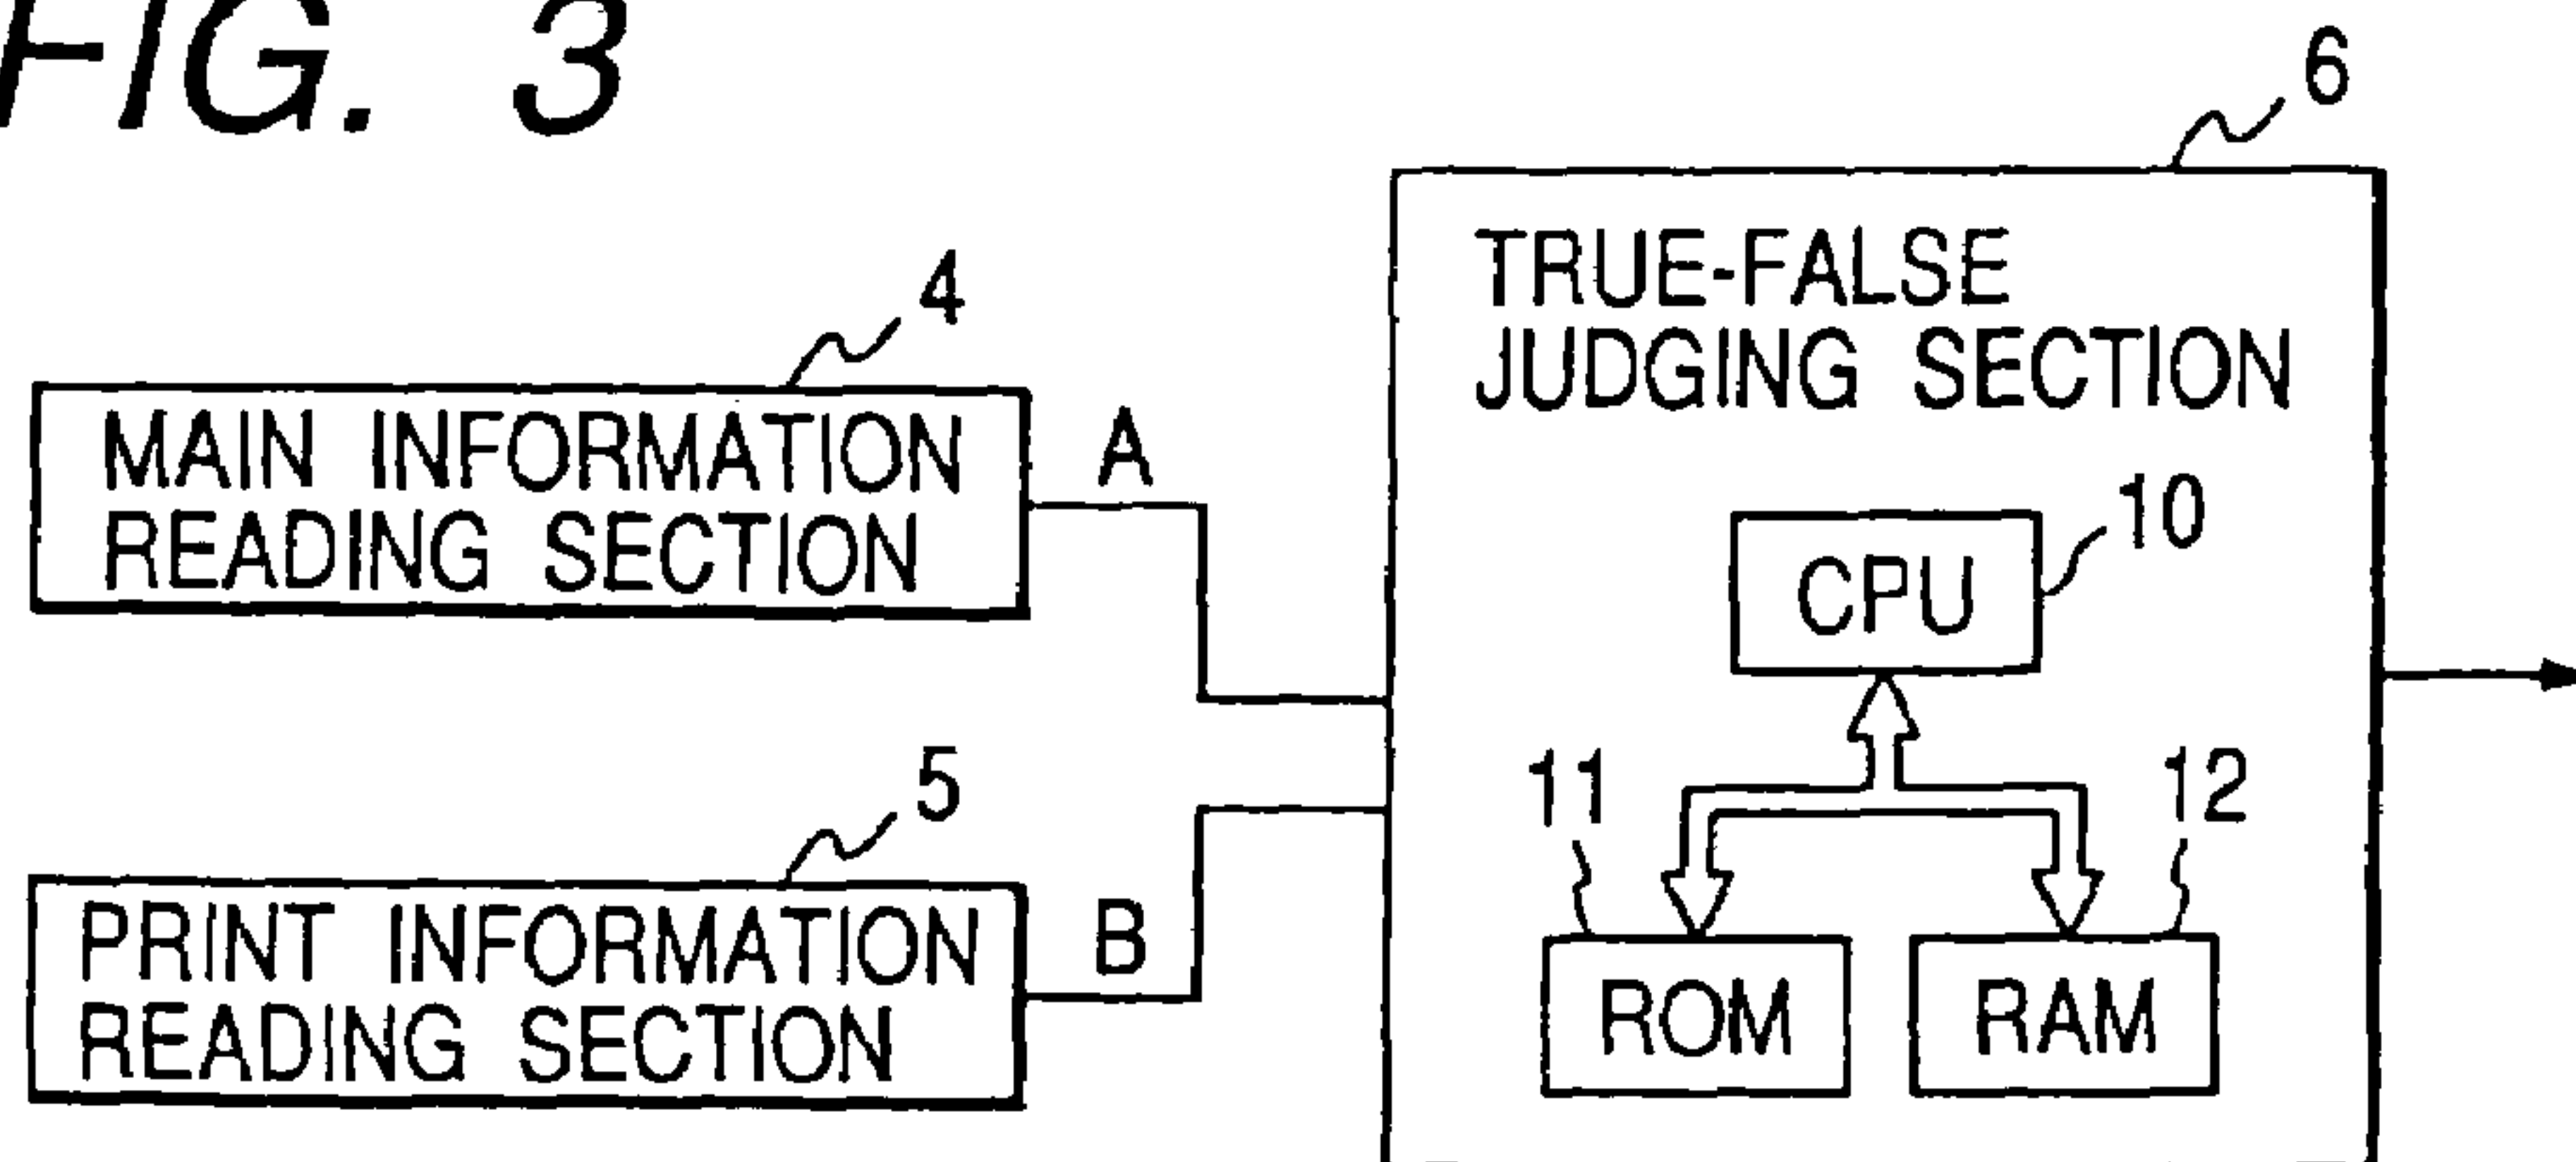 FIG. 3
6
TRUE-FALSE
JUDGING SECTION
4
MAIN INFORMATION
READING SECTION
A
10
CPU
5
PRINT INFORMATION
READING SECTION
B
11
12
ROM
RAM